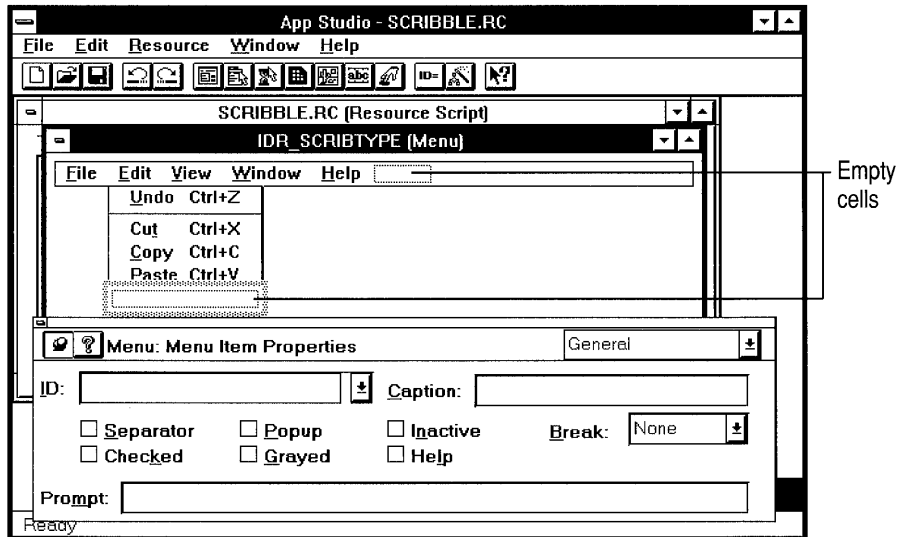 App Studio - SCRIBBLE.RC
File Edit Resource Window Help
abc ID=
SCRIBBLE.RC (Resource Script)
IDR_SCRIBTYPE (Menu)
File Edit View Window Help
Empty
cells
Undo Ctrl+Z
Cut Ctrl+X
Copy Ctrl+C
Paste Ctrl+V
Menu: Menu Item Properties General
ID: Caption:
Separator Popup Inactive Break: None
Checked Grayed Help
Prompt:
Ready